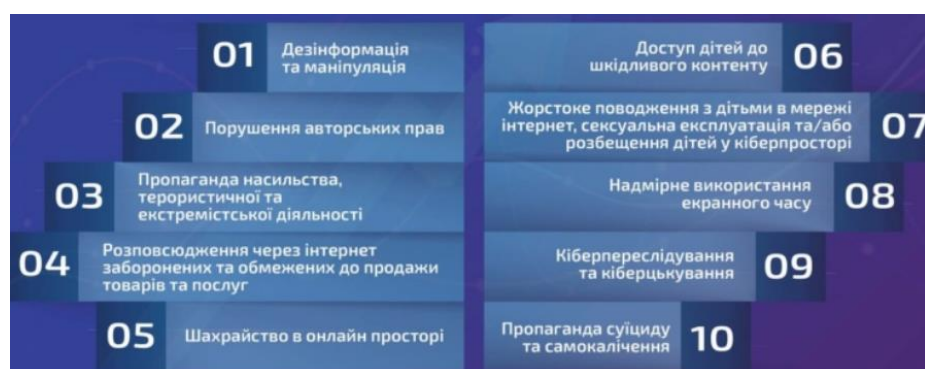 01
Дезінформація
та маніпуляція
02
Порушення авторських прав
03
Пропаганда насильства,
терористичної та
екстремістської діяльності
04
Розповсюдження через інтернет
заборонених та обмежених до продажи
товарів та послуг
05
Шахрайство в онлайн просторі
Доступ дітей до
шкідливого контенту
06
Жорстоке поводження з дітьми в мережі
інтернет, сексуальна експлуатація та/або
розбещення дітей у кіберпросторі
07
Надмірне використання
екранного часу
08
Кіберпереслідування
та кіберцькування
09
Пропаганда суїциду
та самокалічення
10